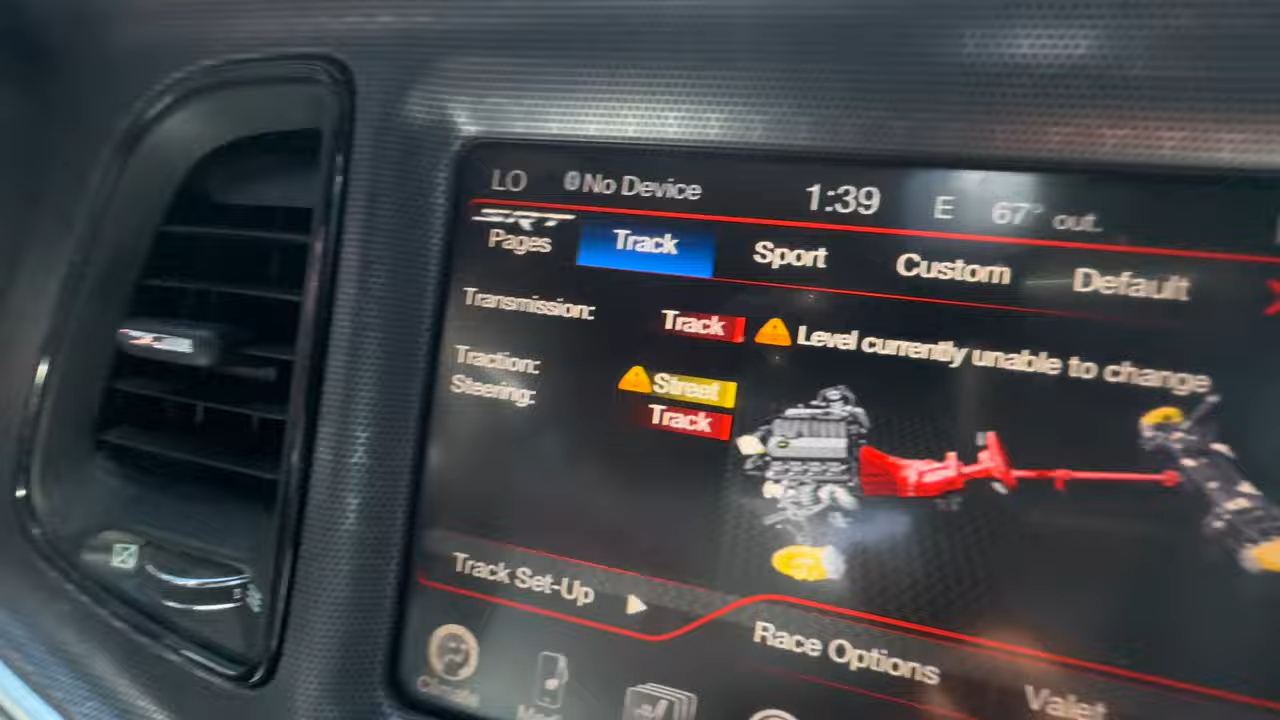 LO No Device 1:39 E 67° out.
SRT
Pages Track Sport Custom Default
Transmission: Track Level currently unable to change
Traction: Street
Steering: Track
Track Set-Up
Race Options
Valet
Climate